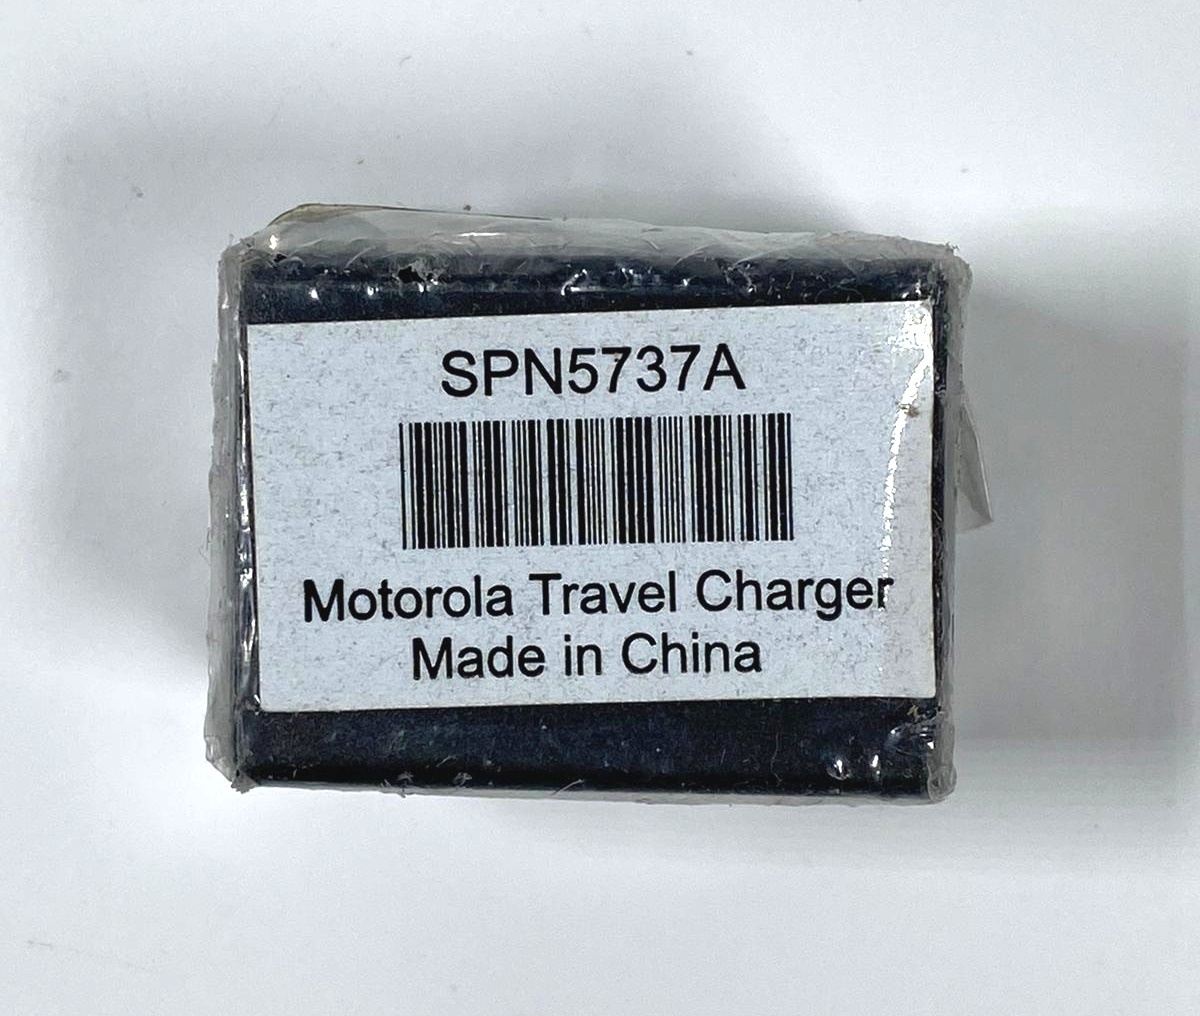 SPN5737A
Motorola Travel Charger
Made in China